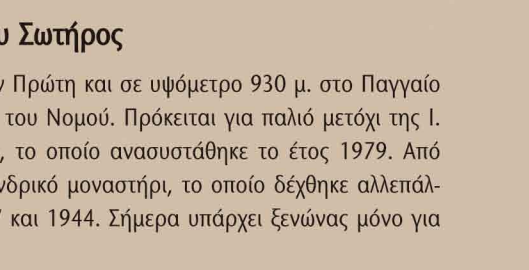 υ Σωτήρος
ν Πρώτη και σε υψόμετρο 930 μ. στο Παγγαίο
του Νομού. Πρόκειται για παλιό μετόχι της Ι.
, το οποίο ανασυστάθηκε το έτος 1979. Από
νδρικό μοναστήρι, το οποίο δέχθηκε αλλεπάλ-
7 και 1944. Σήμερα υπάρχει ξενώνας μόνο για